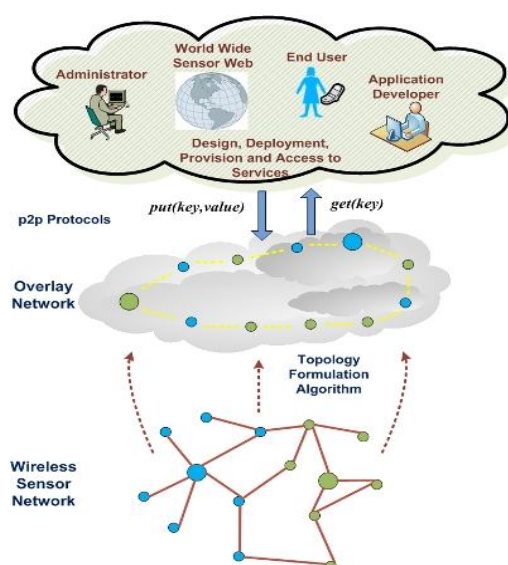 World Wide
Sensor Web
End User
Administrator
Application
Developer
Design, Deployment,
Provision and Access to
Services
put(key,value)
get(key)
p2p Protocols
Overlay
Network
Topology
Formulation
Algorithm
Wireless
Sensor
Network